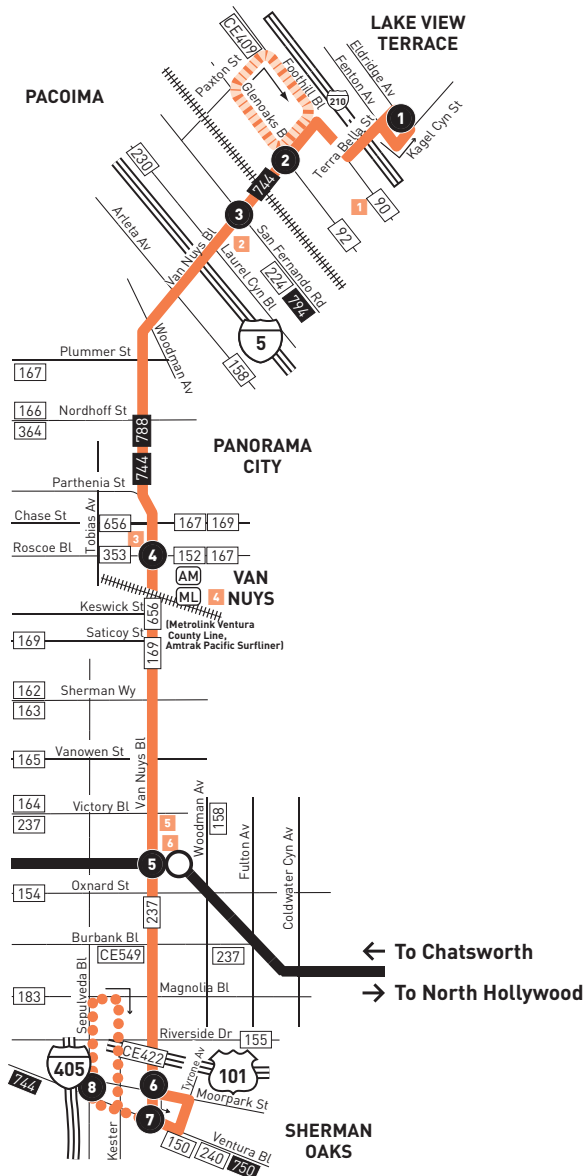 LAKE VIEW
TERRACE
PACOIMA
CE409
Paxton St
Foothill Bl
Glenoaks B
210
Fenton Av
Eldridge Av
1
Terra Bella St
Kagel Cyn St
2
744
1
90
92
3
2
230
Arleta Av
Van Nuys Bl
Laurel Cyn Bl
San Fernando Rd
224
794
5
Woodman Av
158
Plummer St
167
166
Nordhoff St
364
788
744
PANORAMA
CITY
Parthenia St
Tobias Av
Chase St
656
167
169
3
Roscoe Bl
353
4
152
167
AM
ML
4
VAN
NUYS
Keswick St
656
(Metrolink Ventura
County Line,
Amtrak Pacific Surfliner)
169
Saticoy St
169
162
Sherman Wy
163
Vanowen St
165
Van Nuys Bl
164
Victory Bl
237
5
6
Woodman Av
158
Fulton Av
Coldwater Cyn Av
5
154
Oxnard St
237
Burbank Bl
CE549
237
← To Chatsworth
→ To North Hollywood
183
Sepulveda Bl
Magnolia Bl
Riverside Dr
155
CE422
Tyrone Av
405
101
744
8
6
Moorpark St
7
Kester
150
240
750
Ventura Bl
SHERMAN
OAKS